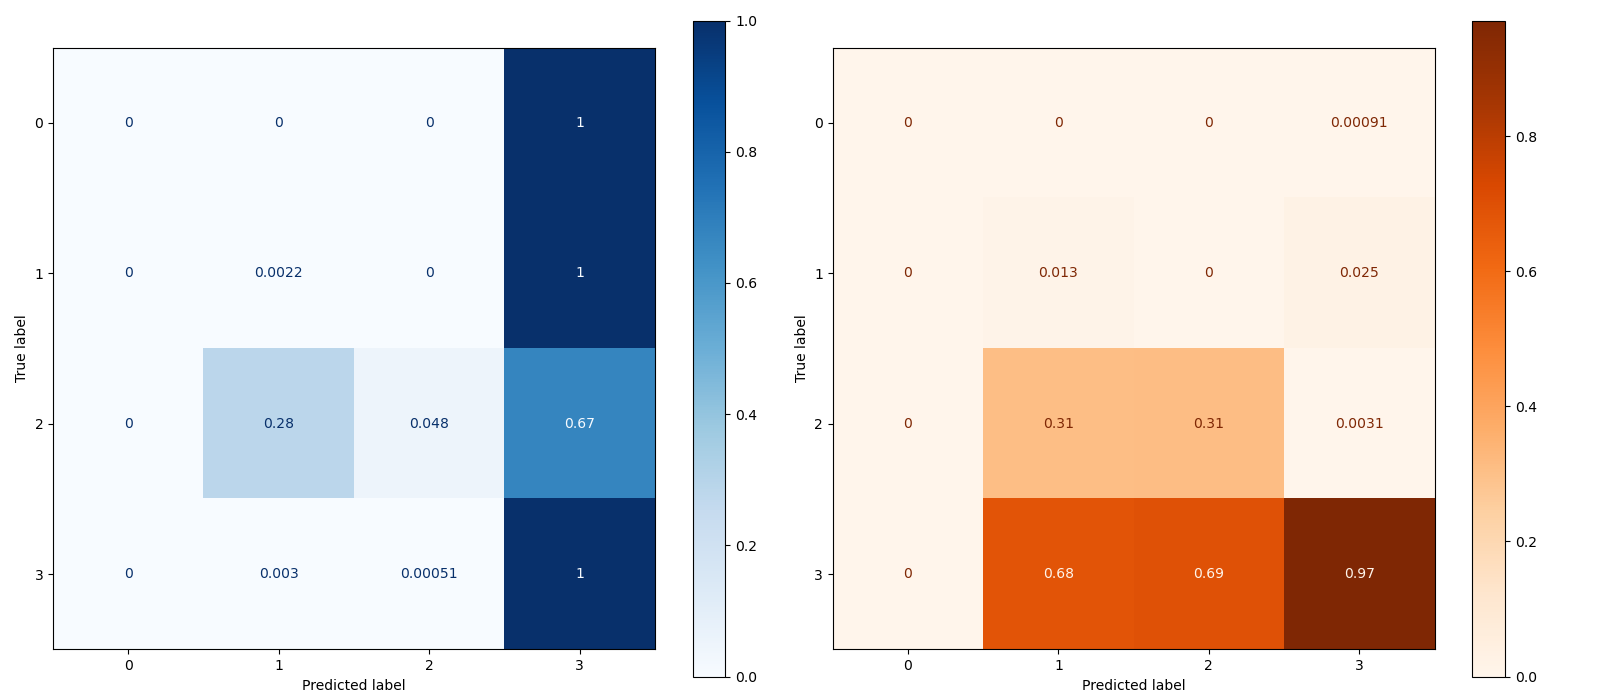 1.0
0.8
0.6
0.4
0.2
0.0
True label
0 0 0 0 1
1 0 0.0022 0 1
2 0 0.28 0.048 0.67
3 0 0.003 0.00051 1
0 1 2 3
Predicted label
0.8
0.6
0.4
0.2
0.0
True label
0 0 0 0 0.00091
1 0 0.013 0 0.025
2 0 0.31 0.31 0.0031
3 0 0.68 0.69 0.97
0 1 2 3
Predicted label